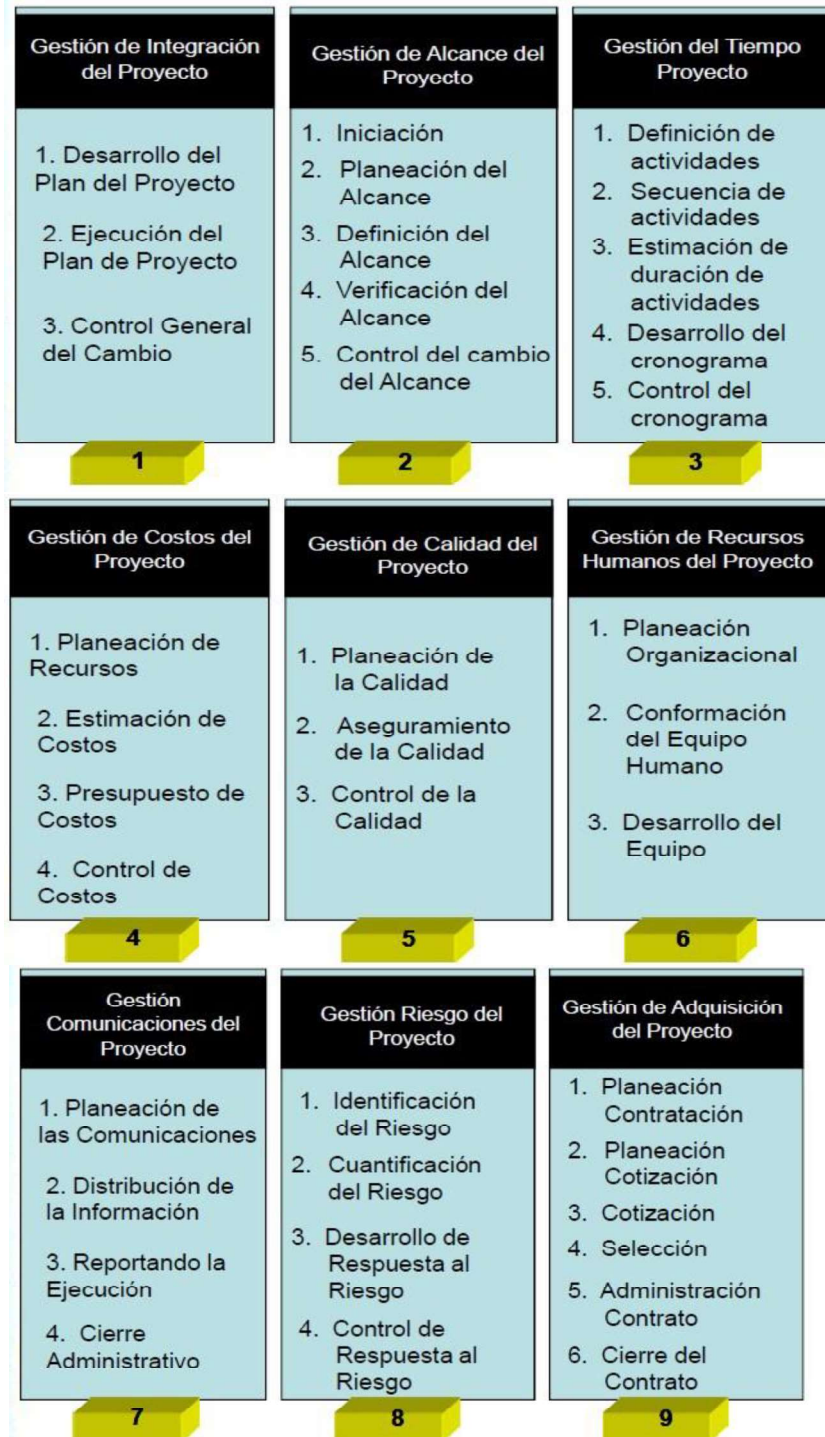 Gestión de Integración
del Proyecto
1. Desarrollo del
Plan del Proyecto
2. Ejecución del
Plan de Proyecto
3. Control General
del Cambio
1
Gestión de Alcance del
Proyecto
1. Iniciación
2. Planeación del
Alcance
3. Definición del
Alcance
4. Verificación del
Alcance
5. Control del cambio
del Alcance
2
Gestión del Tiempo
Proyecto
1. Definición de
actividades
2. Secuencia de
actividades
3. Estimación de
duración de
actividades
4. Desarrollo del
cronograma
5. Control del
cronograma
3
Gestión de Costos del
Proyecto
1. Planeación de
Recursos
2. Estimación de
Costos
3. Presupuesto de
Costos
4. Control de
Costos
4
Gestión de Calidad del
Proyecto
1. Planeación de
la Calidad
2. Aseguramiento
de la Calidad
3. Control de la
Calidad
5
Gestión de Recursos
Humanos del Proyecto
1. Planeación
Organizacional
2. Conformación
del Equipo
Humano
3. Desarrollo del
Equipo
6
Gestión
Comunicaciones del
Proyecto
1. Planeación de
las Comunicaciones
2. Distribución de
la Información
3. Reportando la
Ejecución
4. Cierre
Administrativo
7
Gestión Riesgo del
Proyecto
1. Identificación
del Riesgo
2. Cuantificación
del Riesgo
3. Desarrollo de
Respuesta al
Riesgo
4. Control de
Respuesta al
Riesgo
8
Gestión de Adquisición
del Proyecto
1. Planeación
Contratación
2. Planeación
Cotización
3. Cotización
4. Selección
5. Administración
Contrato
6. Cierre del
Contrato
9